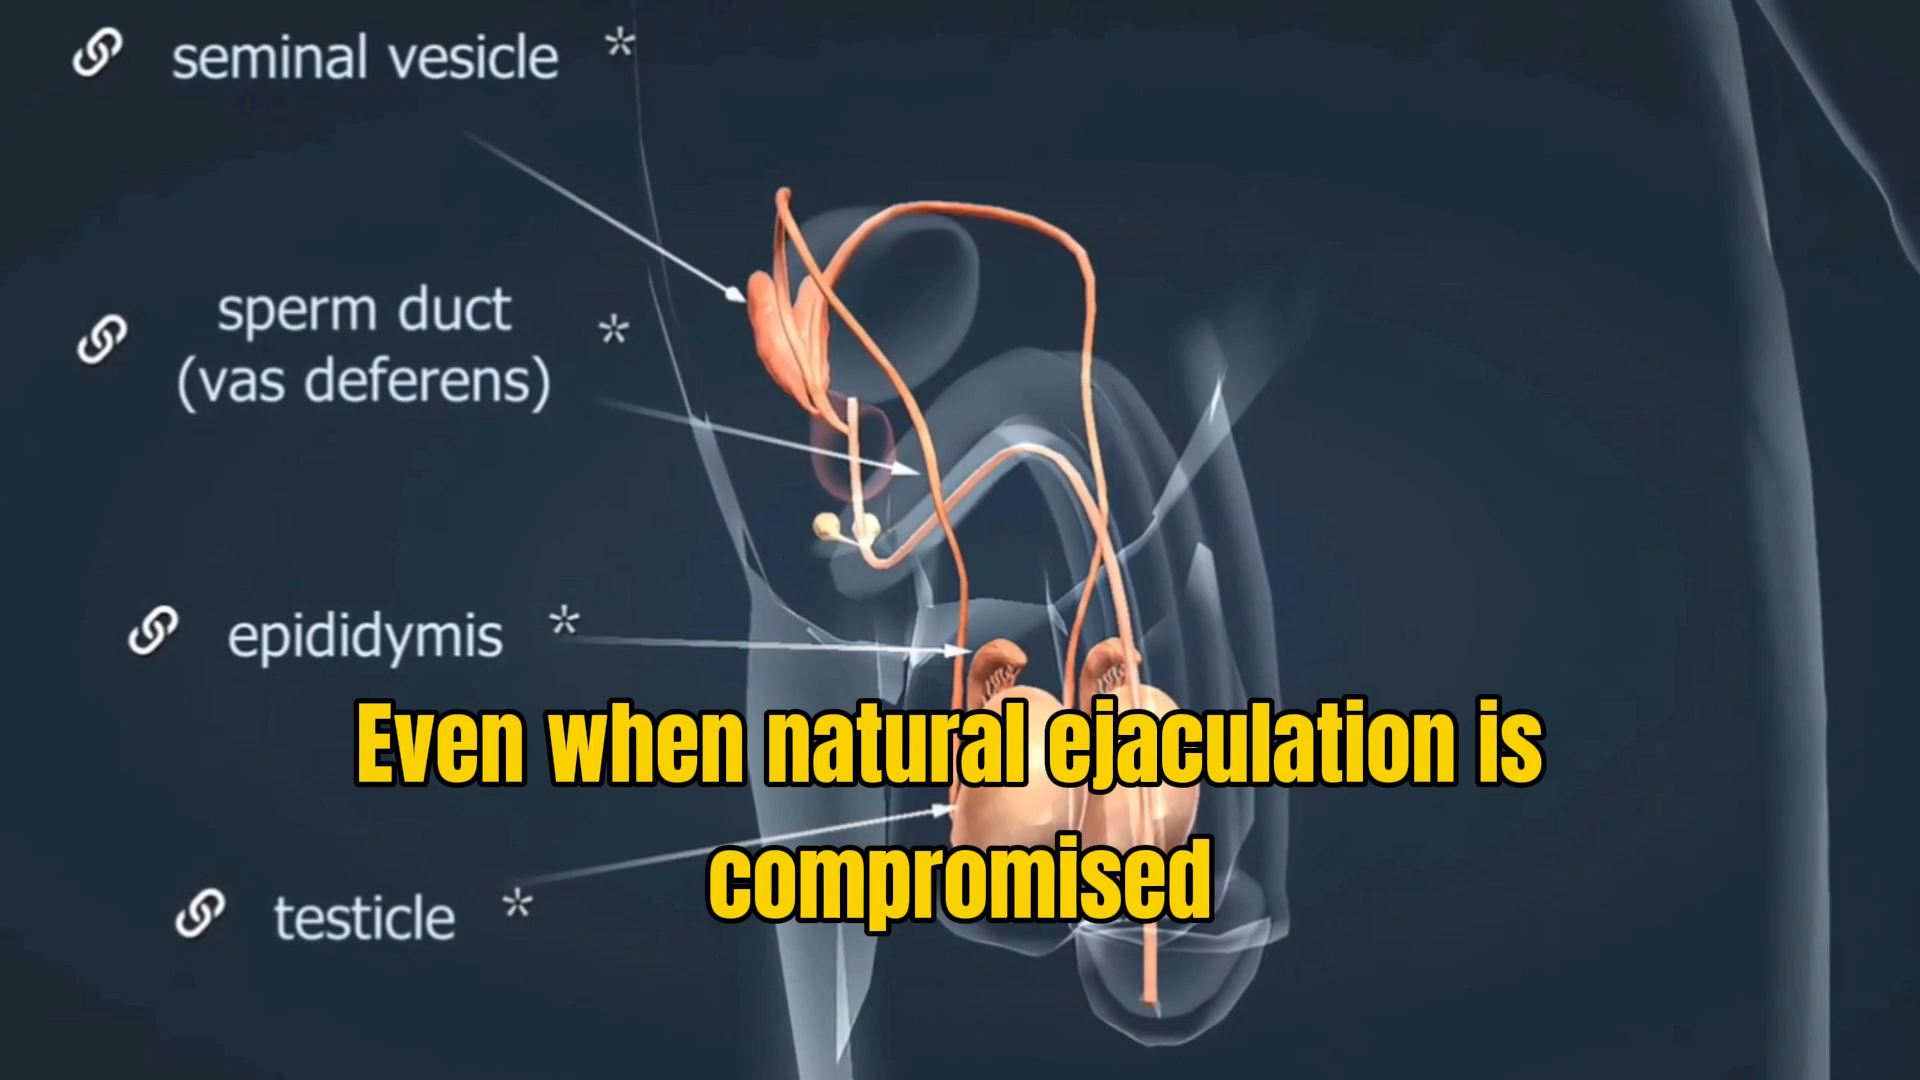 seminal vesicle *
sperm duct *
(vas deferens)
epididymis *
Even when natural ejaculation is
compromised
testicle *